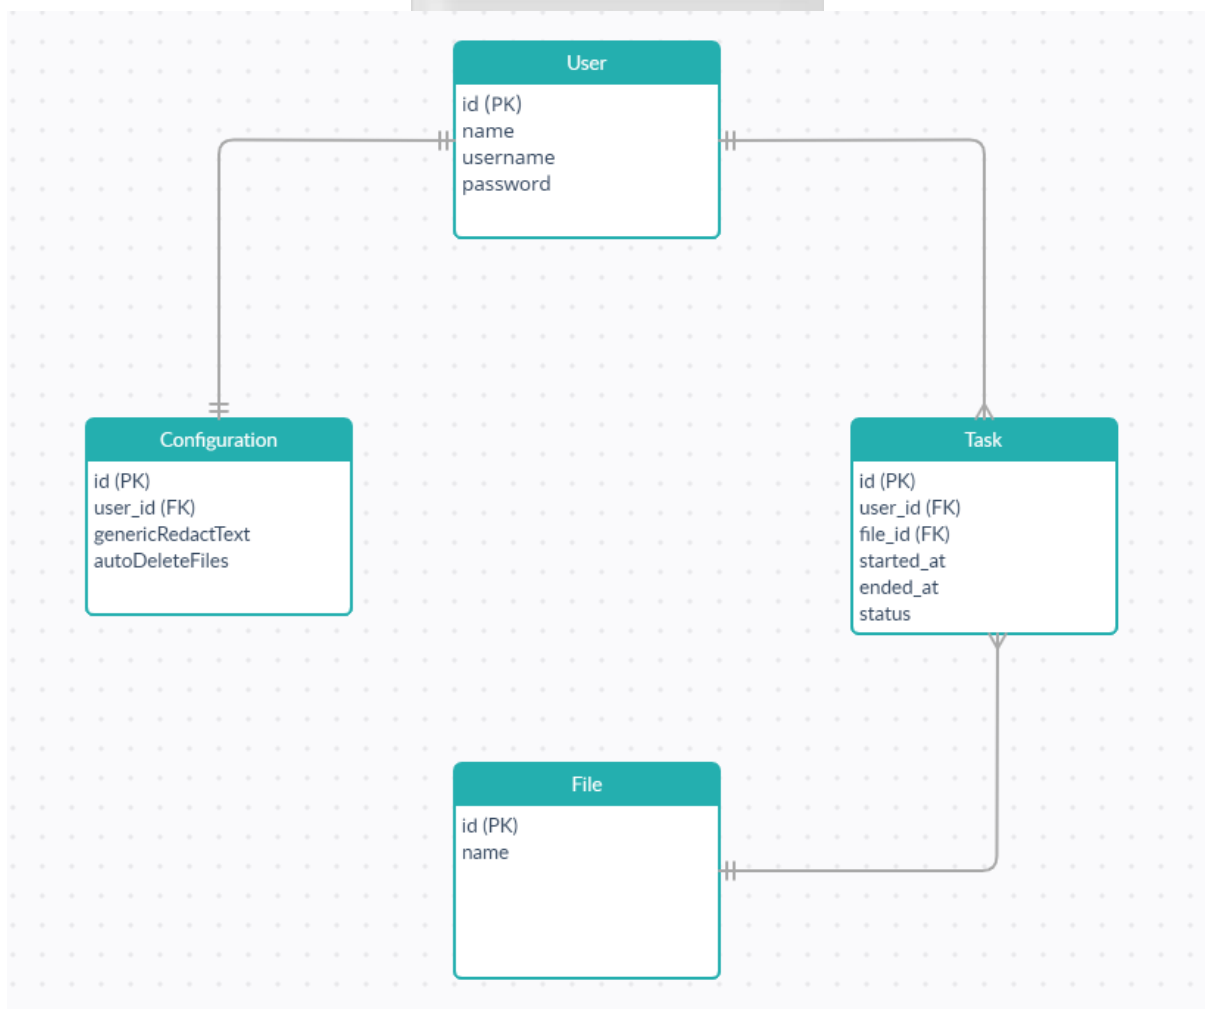 User
id (PK)
name
username
password
Configuration
id (PK)
user_id (FK)
genericRedactText
autoDeleteFiles
Task
id (PK)
user_id (FK)
file_id (FK)
started_at
ended_at
status
File
id (PK)
name